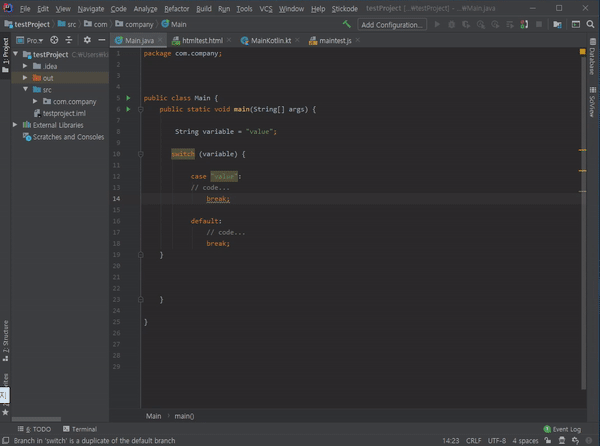 File Edit View Navigate Code Analyze Refactor Build Run Tools VCS Window Help Stickode testProject [...₩testProject] - ...₩Main.java
testProject src com company Main Add Configuration...
Pro... Main.java htmltest.html MainKotlin.kt maintest.js
1: Project
testProject
.idea
out
src
com.company
testproject.iml
External Libraries
Scratches and Consoles
1 package com.company;
2
3
4
5 public class Main {
6 public static void main(String[] args) {
7
8 String variable = "value";
9
10 switch (variable) {
11
12 case "value":
13 // code...
14 break;
15
16 default:
17 // code...
18 break;
19 }
20
21
22
23 }
24
25 }
26
27
28
29
Database
SciView
7: Structure
Main main()
6: TODO Terminal 1 Event Log
Branch in 'switch' is a duplicate of the default branch 14:23 CRLF UTF-8 4 spaces